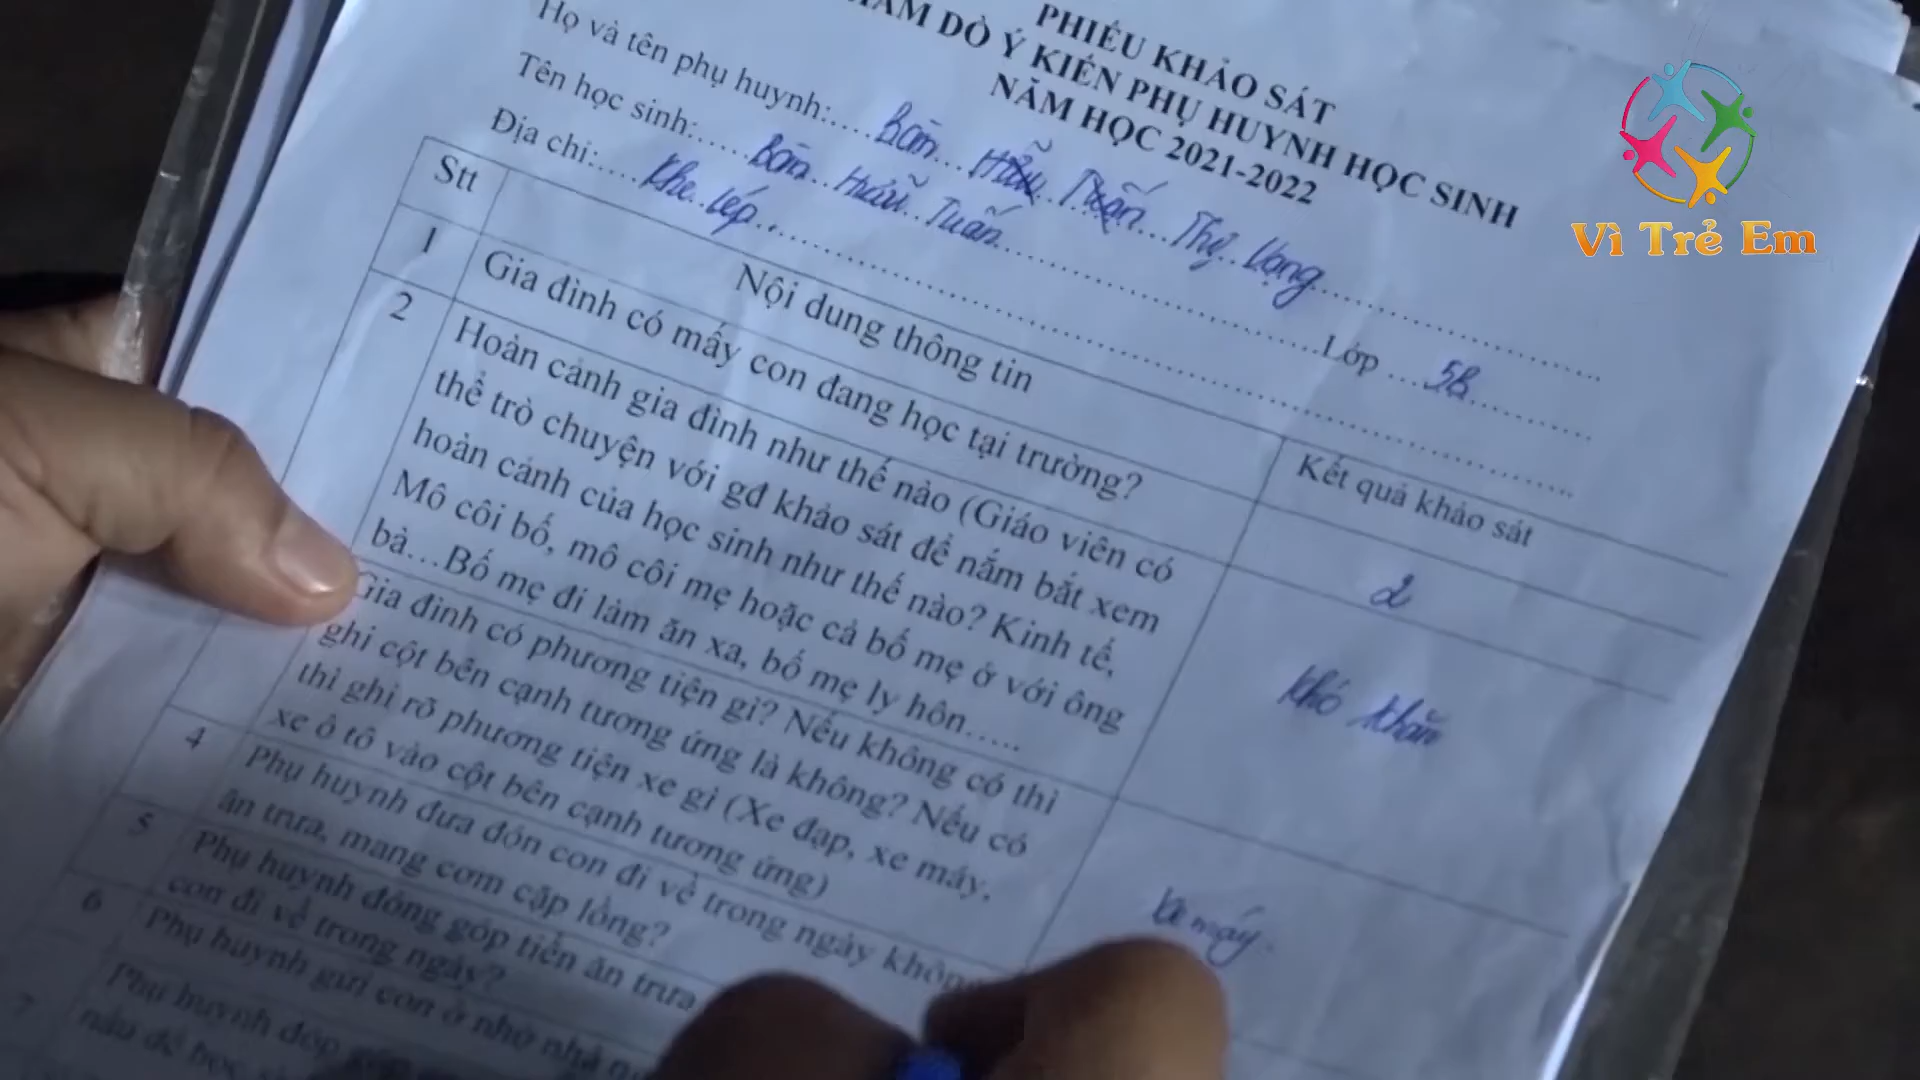 PHIẾU KHẢO SÁT
THĂM DÒ Ý KIẾN PHỤ HUYNH HỌC SINH
NĂM HỌC 2021-2022
Họ và tên phụ huynh:....Bàn...Hữu Tuấn...Thị Vọng
Tên học sinh:.....Bàn..Hữu..Tuấn..........Lớp ....5B
Địa chỉ:....Khe lép
Stt
Nội dung thông tin
Kết quả khảo sát
1
Gia đình có mấy con đang học tại trường?
2
2
Hoàn cảnh gia đình như thế nào (Giáo viên có
thể trò chuyện với gđ khảo sát để nắm bắt xem
hoàn cảnh của học sinh như thế nào? Kinh tế,
Mô côi bố, mô côi mẹ hoặc cả bố mẹ ở với ông
bà…Bố mẹ đi làm ăn xa, bố mẹ ly hôn…..
khó khăn
Gia đình có phương tiện gì? Nếu không có thì
ghi cột bên cạnh tương ứng là không? Nếu có
thì ghi rõ phương tiện xe gì (Xe đạp, xe máy,
xe ô tô vào cột bên cạnh tương ứng)
Xe máy.
4
Phụ huynh đưa đón con đi về trong ngày không
ăn trưa, mang cơm cặp lồng?
5
Phụ huynh đóng góp tiền ăn trưa
con đi về trong ngày?
6
Phụ huynh gửi con ở nhờ nhà
7
Phụ huynh đóp
nấu để
Vì Trẻ Em